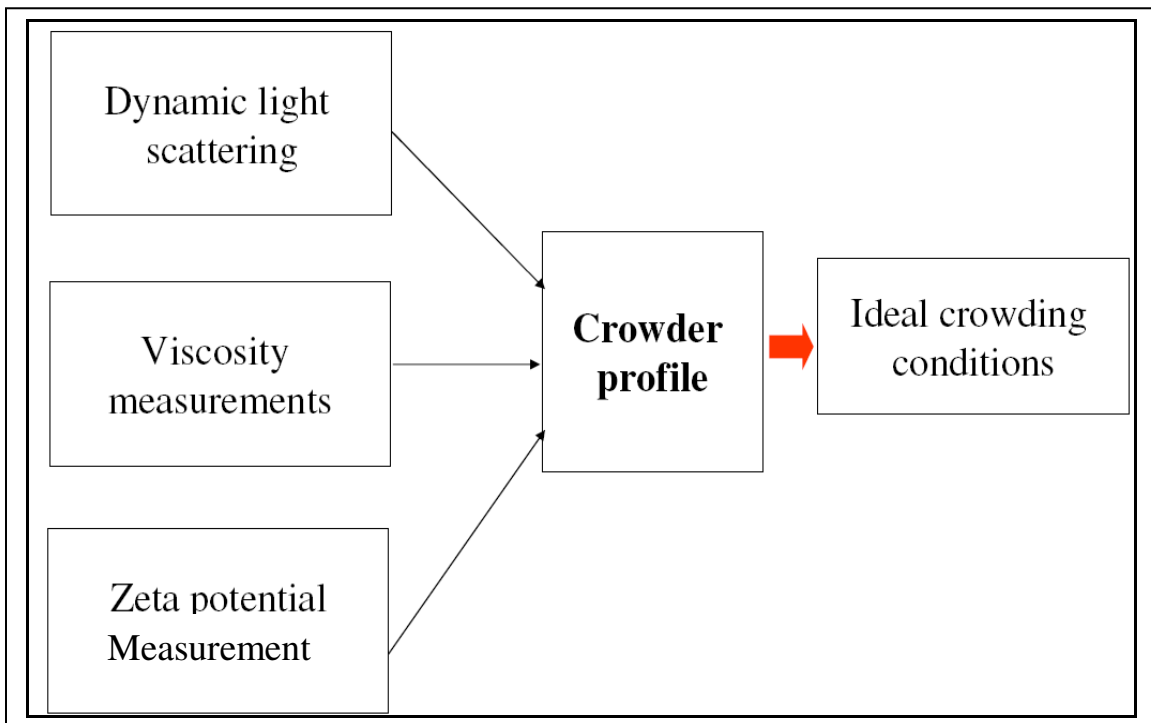 Dynamic light
scattering
Viscosity
measurements
Zeta potential
Measurement
Crowder
profile
Ideal crowding
conditions